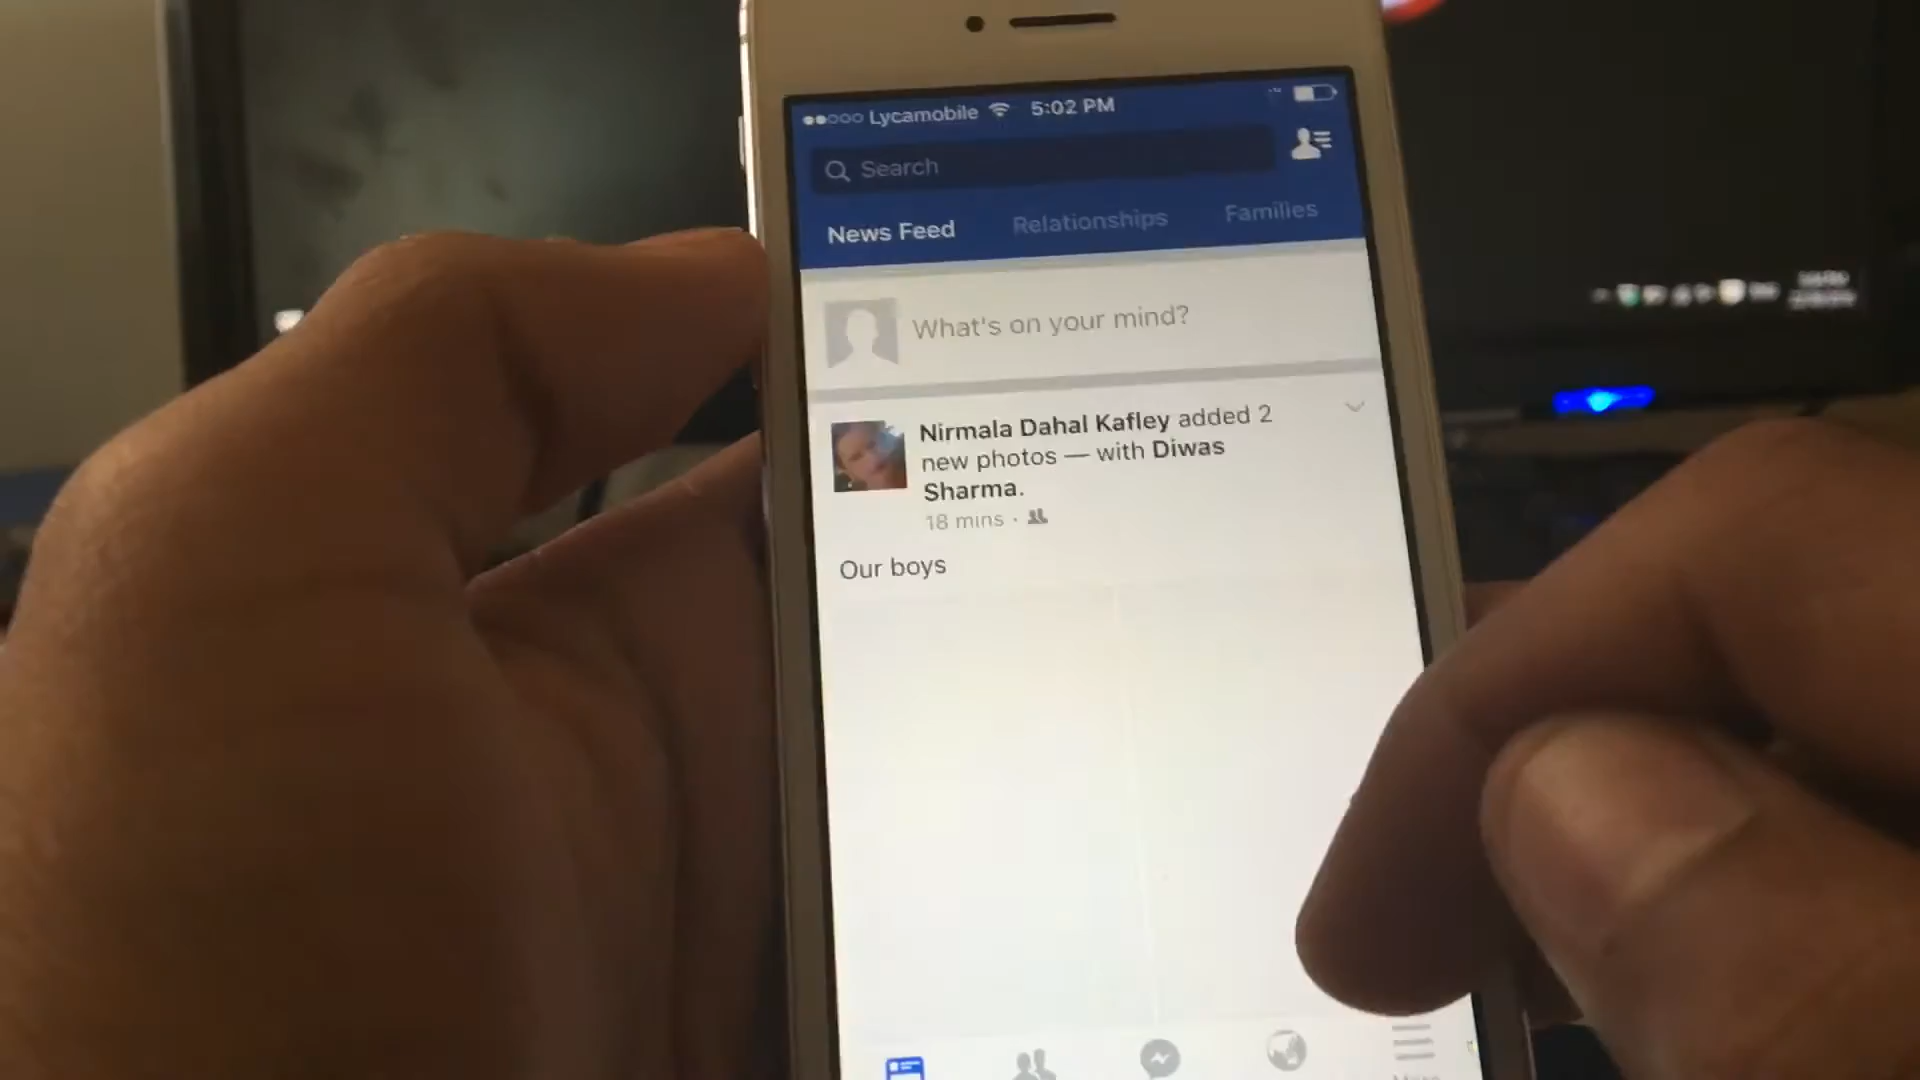 Lycamobile 5:02 PM
Search
News Feed Relationships Families
What's on your mind?
Nirmala Dahal Kafley added 2
new photos — with Diwas
Sharma.
18 mins ·
Our boys